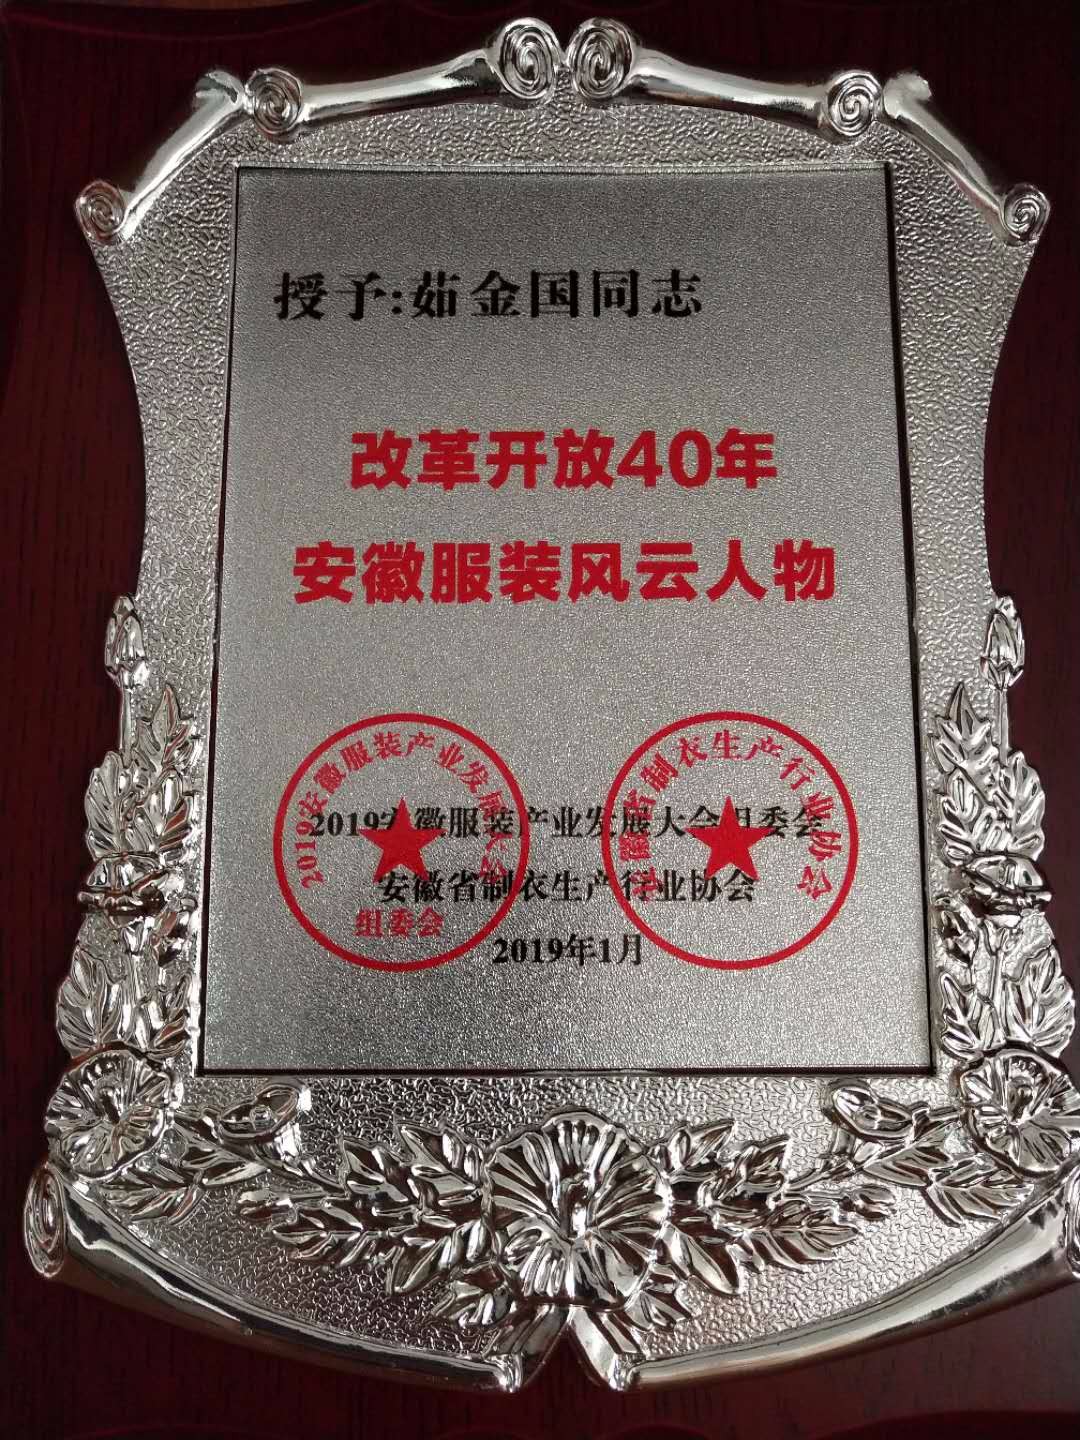 授予:茹金国同志
改革开放40年
安徽服装风云人物
2019安徽服装产业发展大会组委会
安徽省制衣生产行业协会
2019年1月
2019安徽服装产业发展大会
组委会
安徽省制衣生产行业协会